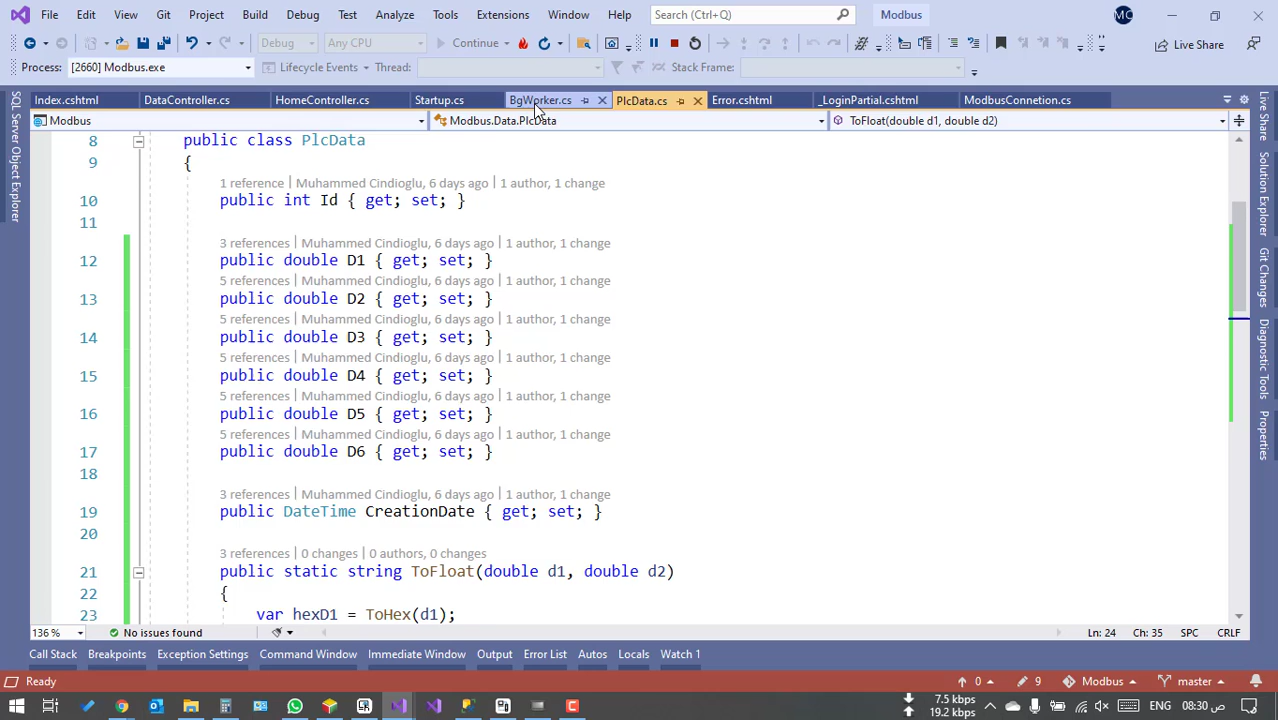 File Edit View Git Project Build Debug Test Analyze Tools Extensions Window Help Search (Ctrl+Q) Modbus MC
Debug Any CPU Continue Live Share
Process: [2660] Modbus.exe Lifecycle Events Thread: Stack Frame:
Index.cshtml DataController.cs HomeController.cs Startup.cs BgWorker.cs PlcData.cs Error.cshtml _LoginPartial.cshtml ModbusConnetion.cs
Modbus Modbus.Data.PlcData ToFloat(double d1, double d2)
8 public class PlcData
9 {
1 reference | Muhammed Cindioglu, 6 days ago | 1 author, 1 change
10 public int Id { get; set; }
11
3 references | Muhammed Cindioglu, 6 days ago | 1 author, 1 change
12 public double D1 { get; set; }
5 references | Muhammed Cindioglu, 6 days ago | 1 author, 1 change
13 public double D2 { get; set; }
5 references | Muhammed Cindioglu, 6 days ago | 1 author, 1 change
14 public double D3 { get; set; }
5 references | Muhammed Cindioglu, 6 days ago | 1 author, 1 change
15 public double D4 { get; set; }
5 references | Muhammed Cindioglu, 6 days ago | 1 author, 1 change
16 public double D5 { get; set; }
5 references | Muhammed Cindioglu, 6 days ago | 1 author, 1 change
17 public double D6 { get; set; }
18
3 references | Muhammed Cindioglu, 6 days ago | 1 author, 1 change
19 public DateTime CreationDate { get; set; }
20
3 references | 0 changes | 0 authors, 0 changes
21 public static string ToFloat(double d1, double d2)
22 {
23 var hexD1 = ToHex(d1);
SQL Server Object Explorer
Live Share
Solution Explorer
Git Changes
Diagnostic Tools
Properties
136 % No issues found Ln: 24 Ch: 35 SPC CRLF
Call Stack Breakpoints Exception Settings Command Window Immediate Window Output Error List Autos Locals Watch 1
Ready 0 9 Modbus master
7.5 kbps
19.2 kbps
08:30 ص